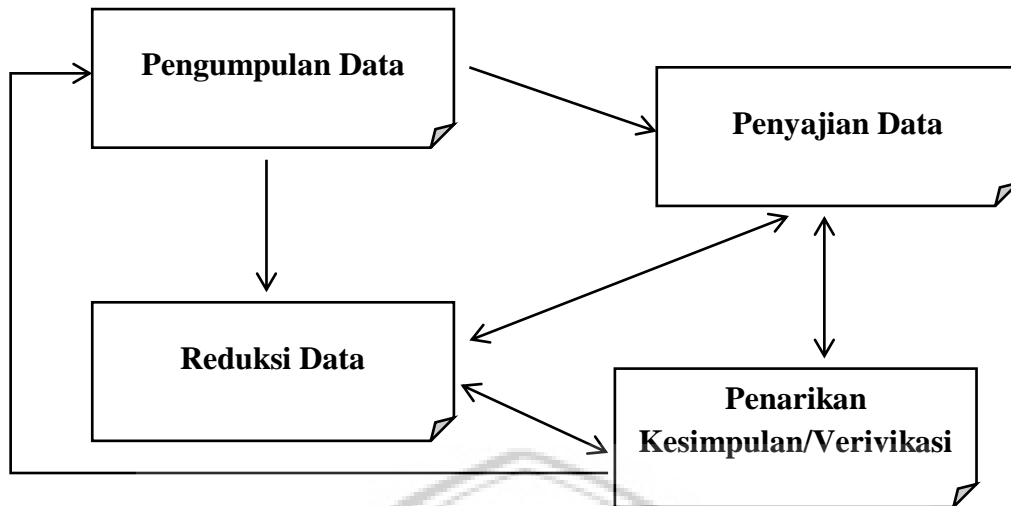 Pengumpulan Data
Penyajian Data
Reduksi Data
Penarikan
Kesimpulan/Verivikasi